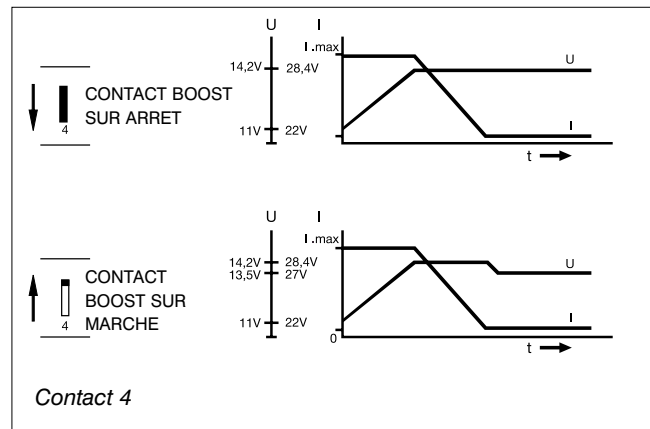 U I
I.max
14,2V 28,4V
U
CONTACT BOOST
SUR ARRET
4
11V 22V
I
t
U I
I.max
14,2V 28,4V
13,5V 27V
U
CONTACT
BOOST SUR
MARCHE
4
11V 22V
I
0
t
Contact 4